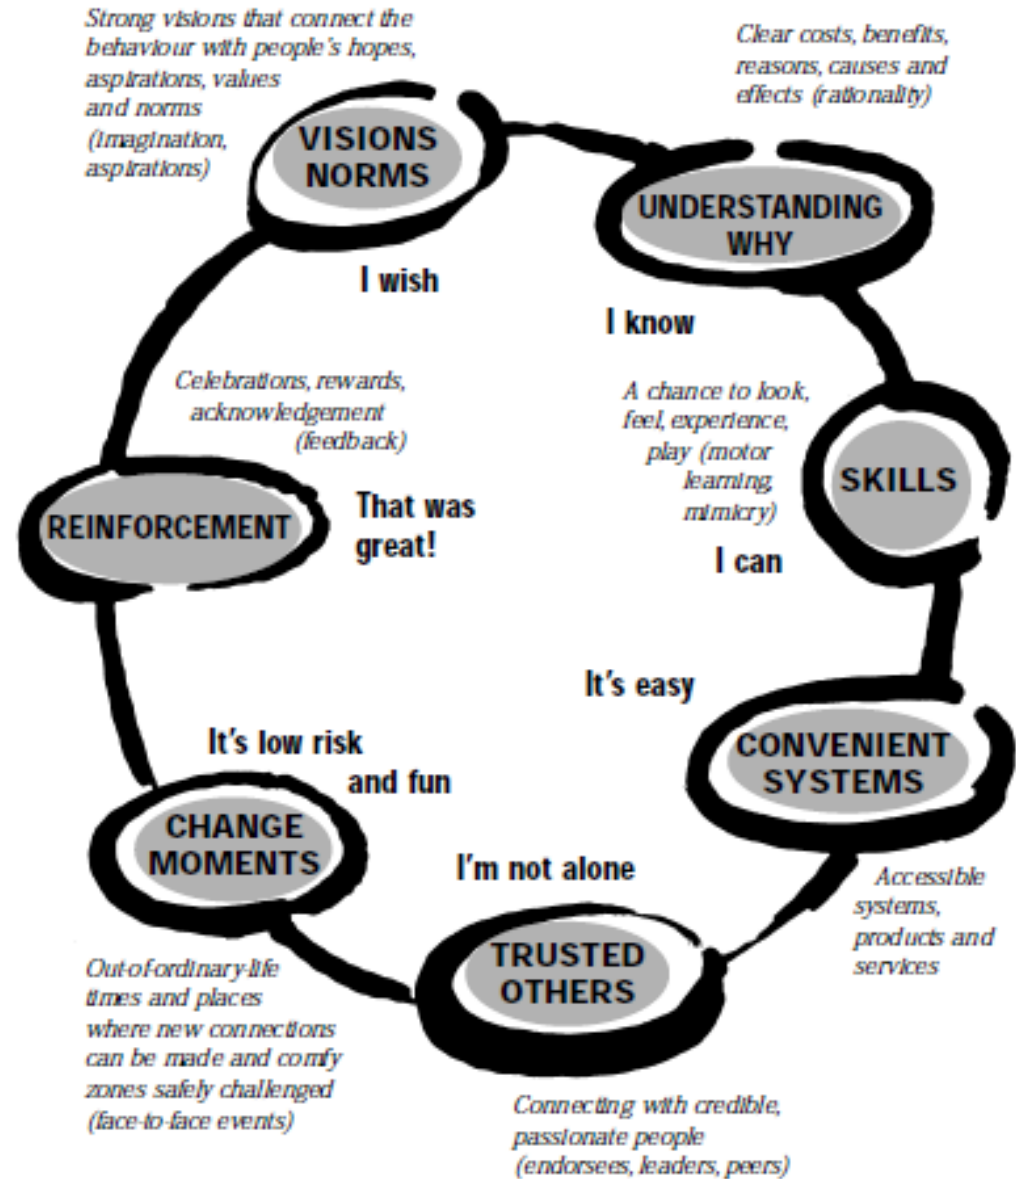 Strong visions that connect the
behaviour with people's hopes,
aspirations, values
and norms
(imagination,
aspirations)
VISIONS
NORMS
I wish
Clear costs, benefits,
reasons, causes and
effects (rationality)
UNDERSTANDING
WHY
I know
A chance to look,
feel, experience,
play (motor
learning,
mimicry)
SKILLS
I can
It's easy
CONVENIENT
SYSTEMS
Accessible
systems,
products and
services
I'm not alone
TRUSTED
OTHERS
Connecting with credible,
passionate people
(endorsees, leaders, peers)
It's low risk
and fun
CHANGE
MOMENTS
Out-of-ordinary-life
times and places
where new connections
can be made and comfy
zones safely challenged
(face-to-face events)
Celebrations, rewards,
acknowledgement
(feedback)
REINFORCEMENT
That was
great!